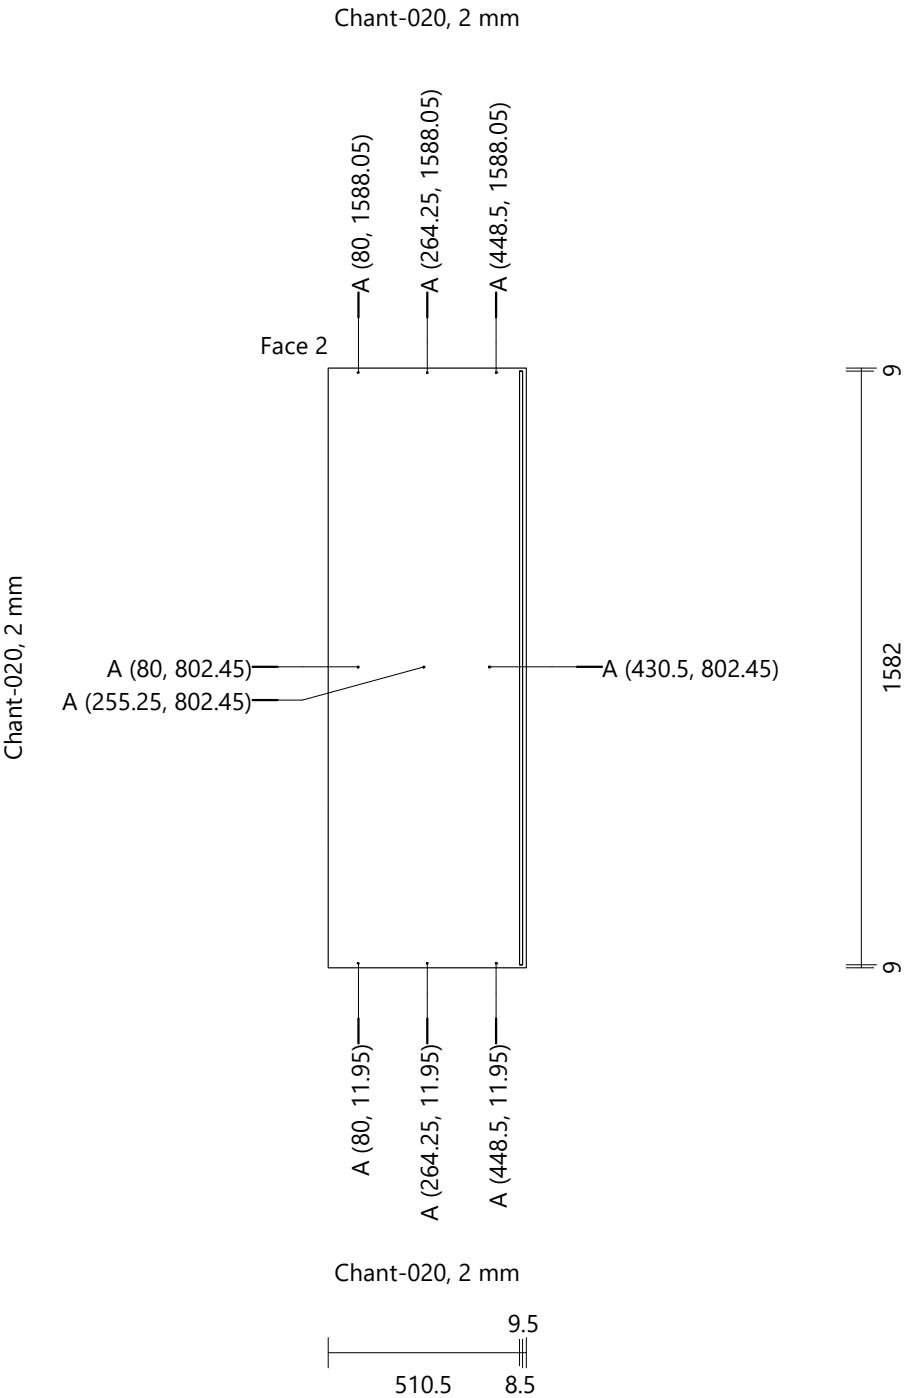 Chant-020, 2 mm
A (80, 1588.05)
A (264.25, 1588.05)
A (448.5, 1588.05)
Face 2
9
Chant-020, 2 mm
A (80, 802.45)
A (255.25, 802.45)
A (430.5, 802.45)
1582
9
A (80, 11.95)
A (264.25, 11.95)
A (448.5, 11.95)
Chant-020, 2 mm
9.5
510.5
8.5